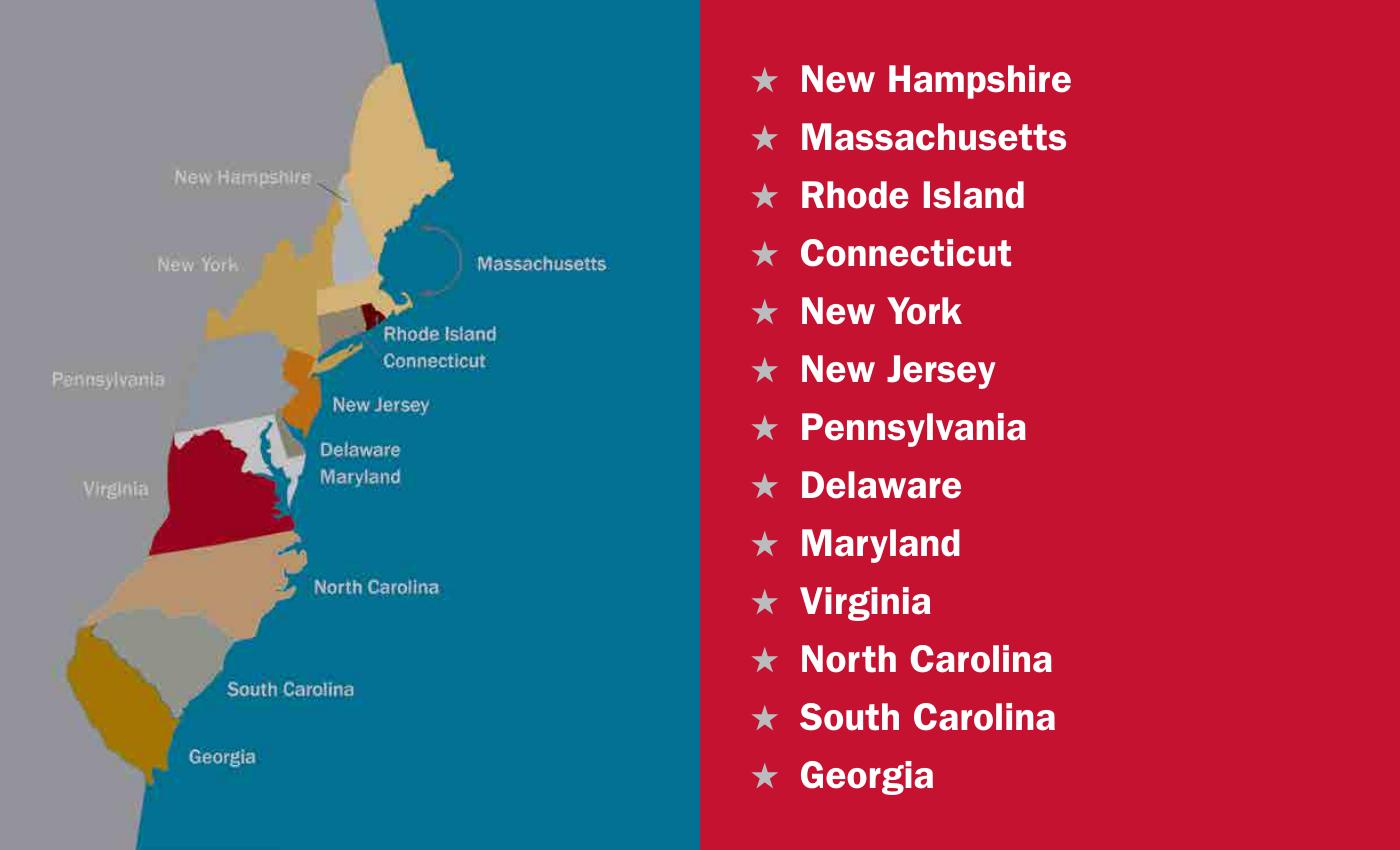 New Hampshire
New York
Massachusetts
Rhode Island
Connecticut
Pennsylvania
New Jersey
Delaware
Maryland
Virginia
North Carolina
South Carolina
Georgia
★ New Hampshire
★ Massachusetts
★ Rhode Island
★ Connecticut
★ New York
★ New Jersey
★ Pennsylvania
★ Delaware
★ Maryland
★ Virginia
★ North Carolina
★ South Carolina
★ Georgia